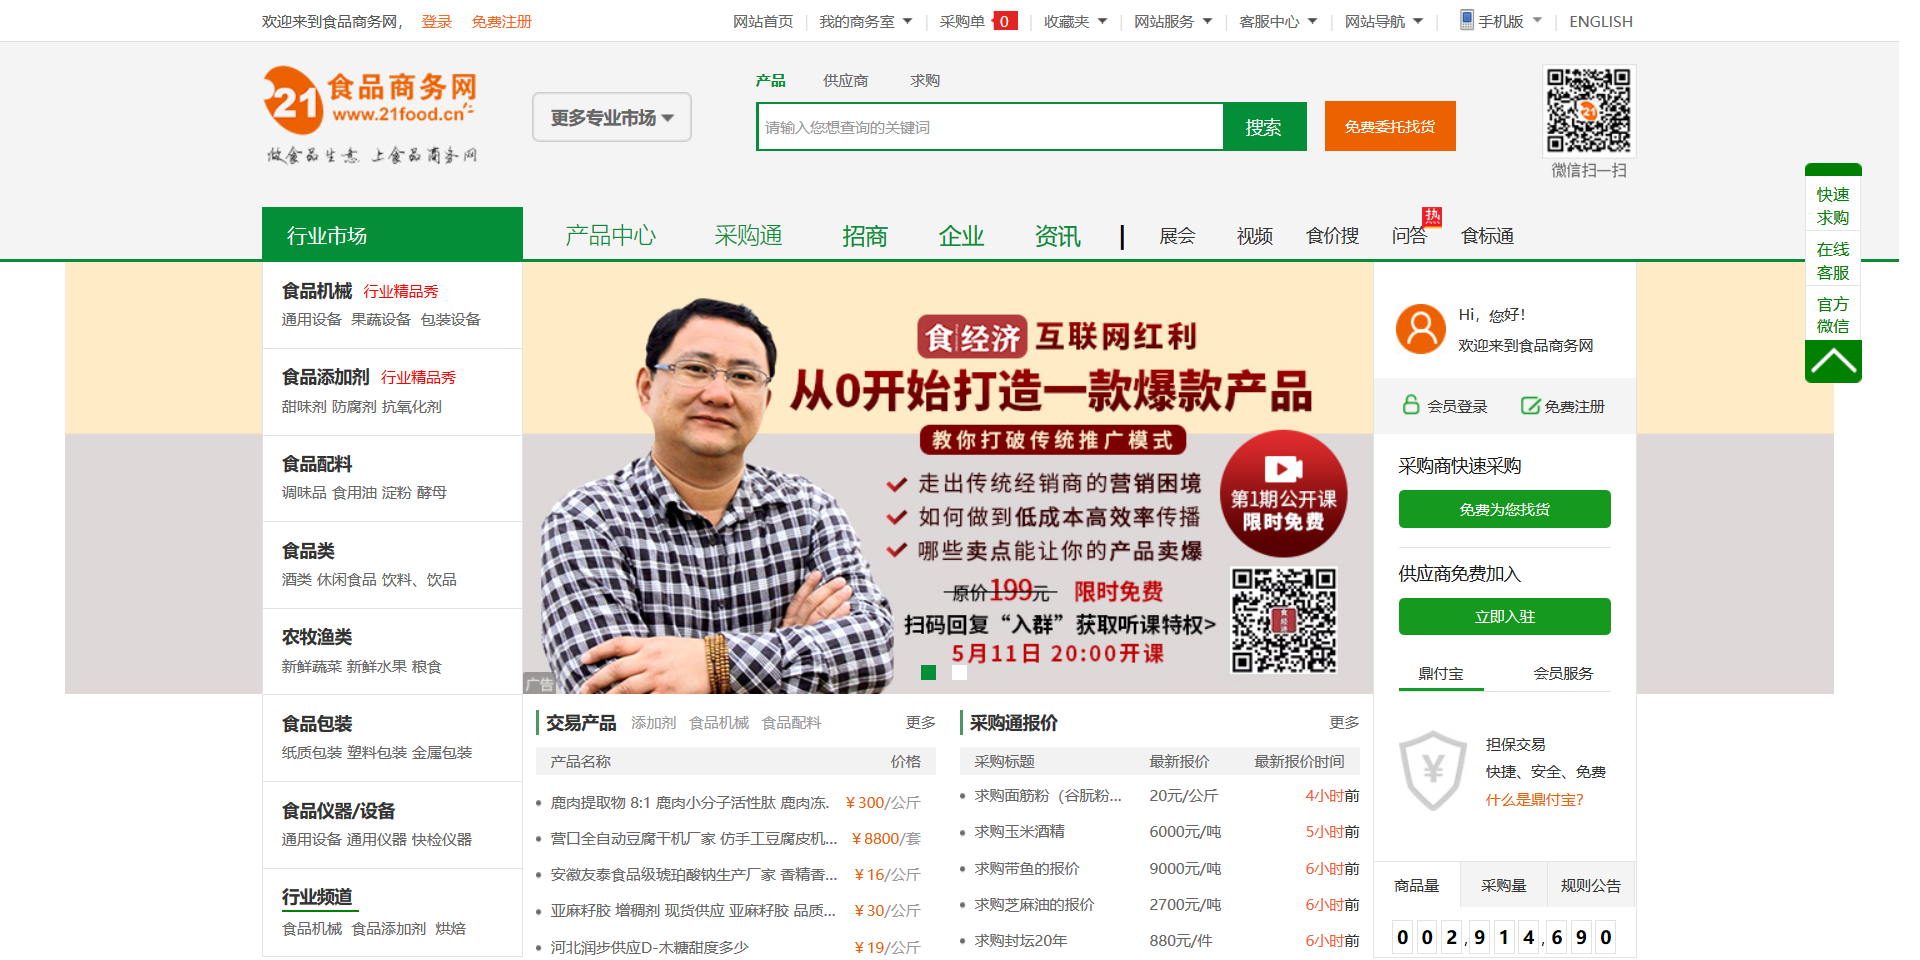 欢迎来到食品商务网， 登录 免费注册
网站首页 我的商务室 采购单 0 收藏夹 网站服务 客服中心 网站导航 手机版 ENGLISH
21 食品商务网
www.21food.cn
做食品生意 上食品商务网
更多专业市场
产品 供应商 求购
请输入您想查询的关键词 搜索 免费委托找货
21
微信扫一扫
行业市场 产品中心 采购通 招商 企业 资讯 | 展会 视频 食价搜 问答 热 食标通
快速
求购
在线
客服
官方
微信
食品机械 行业精品秀
通用设备 果蔬设备 包装设备
食品添加剂 行业精品秀
甜味剂 防腐剂 抗氧化剂
食品配料
调味品 食用油 淀粉 酵母
食品类
酒类 休闲食品 饮料、饮品
农牧渔类
新鲜蔬菜 新鲜水果 粮食
食品包装
纸质包装 塑料包装 金属包装
食品仪器/设备
通用设备 通用仪器 快检仪器
行业频道
食品机械 食品添加剂 烘焙
食经济 互联网红利
从0开始打造一款爆款产品
教你打破传统推广模式
走出传统经销商的营销困境
如何做到低成本高效率传播
哪些卖点能让你的产品卖爆
第1期公开课
限时免费
原价199元 限时免费
扫码回复“入群”获取听课特权>
5月11日 20:00开课
食经济
广告
Hi，您好！
欢迎来到食品商务网
会员登录 免费注册
采购商快速采购
免费为您找货
供应商免费加入
立即入驻
鼎付宝 会员服务
¥
担保交易
快捷、安全、免费
什么是鼎付宝？
商品量 采购量 规则公告
002,914,690
交易产品 添加剂 食品机械 食品配料 更多
产品名称 价格
鹿肉提取物 8:1 鹿肉小分子活性肽 鹿肉冻. ￥300/公斤
营口全自动豆腐干机厂家 仿手工豆腐皮机... ￥8800/套
安徽友泰食品级琥珀酸钠生产厂家 香精香... ￥16/公斤
亚麻籽胶 增稠剂 现货供应 亚麻籽胶 品质... ￥30/公斤
河北润步供应D-木糖甜度多少 ￥19/公斤
采购通报价 更多
采购标题 最新报价 最新报价时间
求购面筋粉（谷朊粉... 20元/公斤 4小时前
求购玉米酒精 6000元/吨 5小时前
求购带鱼的报价 9000元/吨 6小时前
求购芝麻油的报价 2700元/吨 6小时前
求购封坛20年 880元/件 6小时前